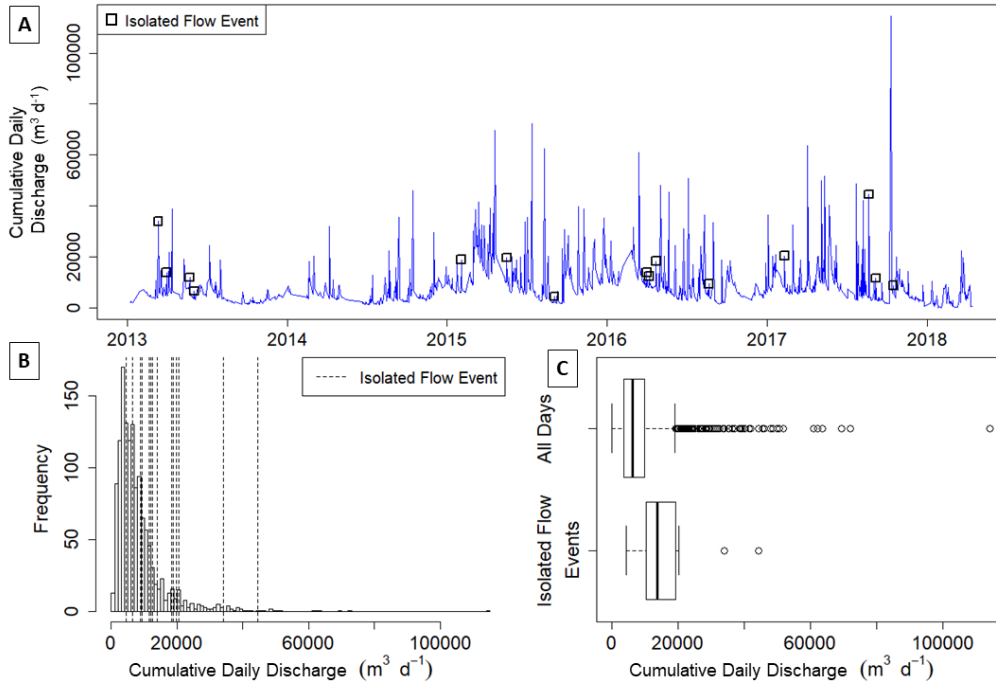 A
Isolated Flow Event
Cumulative Daily
Discharge (m³ d⁻¹)
100000
60000
20000
0
2013
2014
2015
2016
2017
2018
B
Isolated Flow Event
Frequency
150
100
50
0
0
20000
60000
100000
Cumulative Daily Discharge (m³ d⁻¹)
C
All Days
Isolated Flow
Events
0
20000
60000
100000
Cumulative Daily Discharge (m³ d⁻¹)